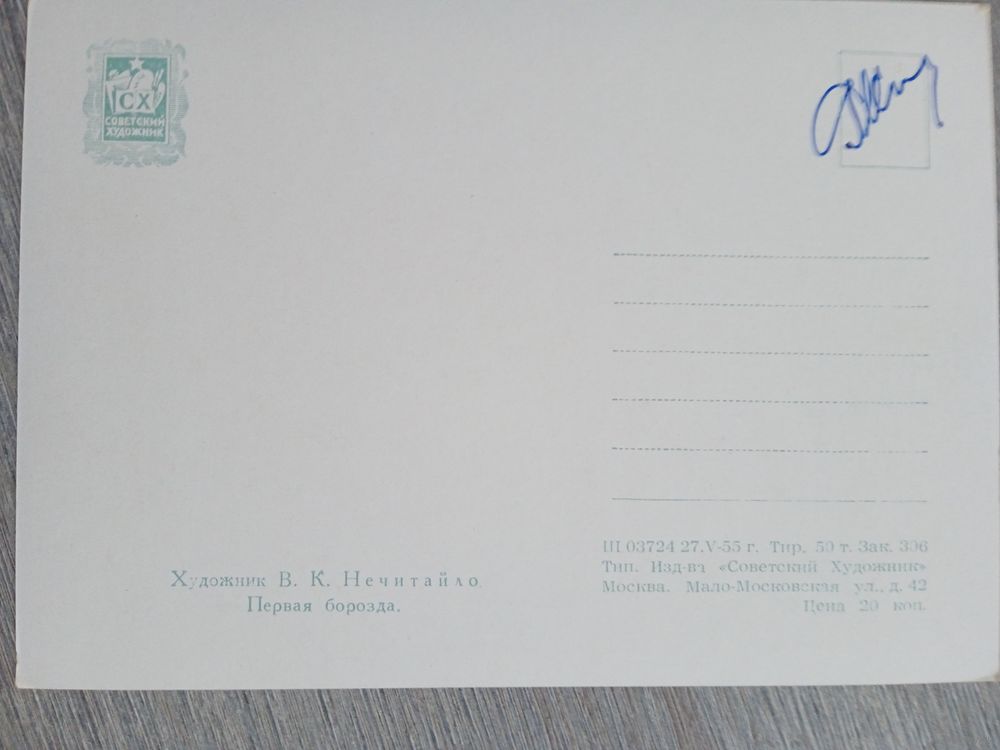 СХ
СОВЕТСКИЙ
ХУДОЖНИК
Художник В. К. Нечитайло.
Первая борозда.
Ш 03724 27.V-55 г. Тир. 50 т. Зак. 306
Тип. Изд-ва «Советский Художник»
Москва. Мало-Московская ул., д. 42
Цена 20 коп.